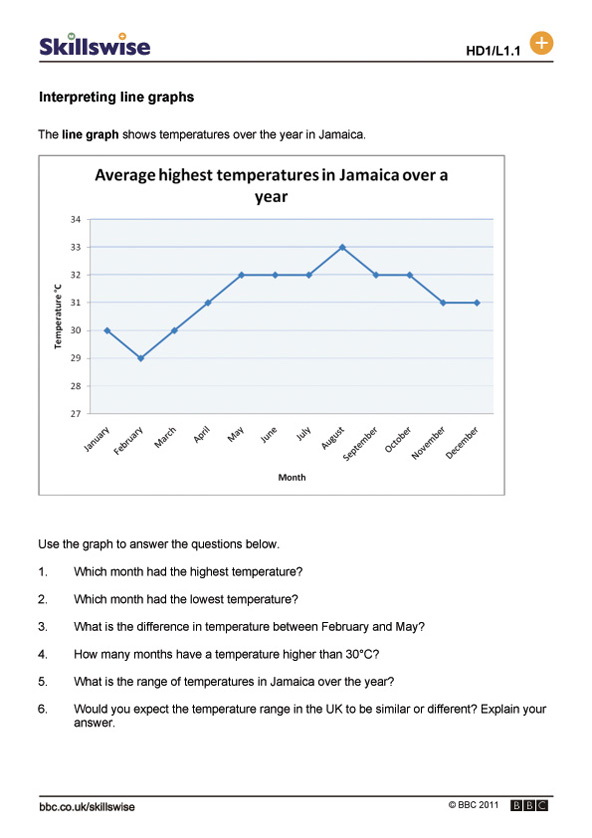 Skillswise
HD1/L1.1
Interpreting line graphs
The line graph shows temperatures over the year in Jamaica.
Average highest temperatures in Jamaica over a
year
34
33
32
31
30
29
28
27
Temperature °C
January
February
March
April
May
June
July
August
September
October
November
December
Month
Use the graph to answer the questions below.
1. Which month had the highest temperature?
2. Which month had the lowest temperature?
3. What is the difference in temperature between February and May?
4. How many months have a temperature higher than 30°C?
5. What is the range of temperatures in Jamaica over the year?
6. Would you expect the temperature range in the UK to be similar or different? Explain your
answer.
bbc.co.uk/skillswise
© BBC 2011 BBC